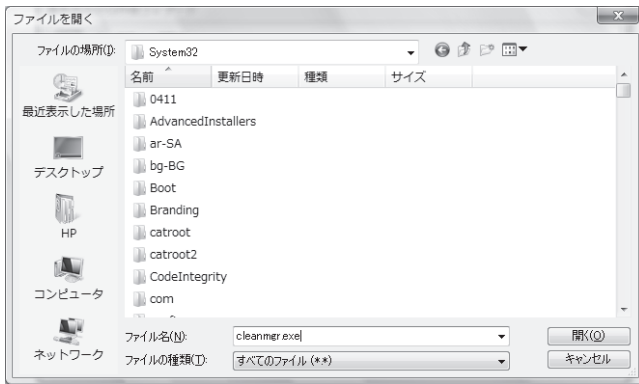 ファイルを開く
ファイルの場所(I):
System32
名前 更新日時 種類 サイズ
0411
AdvancedInstallers
ar-SA
bg-BG
Boot
Branding
catroot
catroot2
CodeIntegrity
com
最近表示した場所
デスクトップ
HP
コンピュータ
ネットワーク
ファイル名(N):
cleanmgr.exe
開く(O)
ファイルの種類(T):
すべてのファイル (*.*)
キャンセル